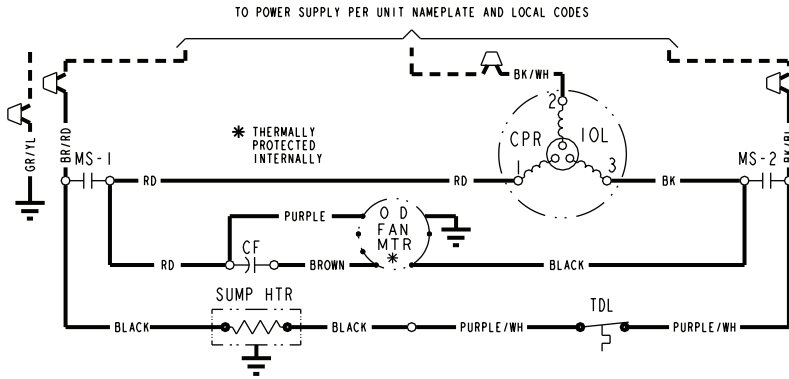 TO POWER SUPPLY PER UNIT NAMEPLATE AND LOCAL CODES
BK/WH
2
GR/YL
BR/RD
* THERMALLY
PROTECTED
INTERNALLY
CPR
IOL
MS-1
1
3
MS-2
RD
RD
BK
PURPLE
O D
FAN
MTR
*
CF
RD
BROWN
BLACK
SUMP HTR
TDL
BLACK
BLACK
PURPLE/WH
PURPLE/WH